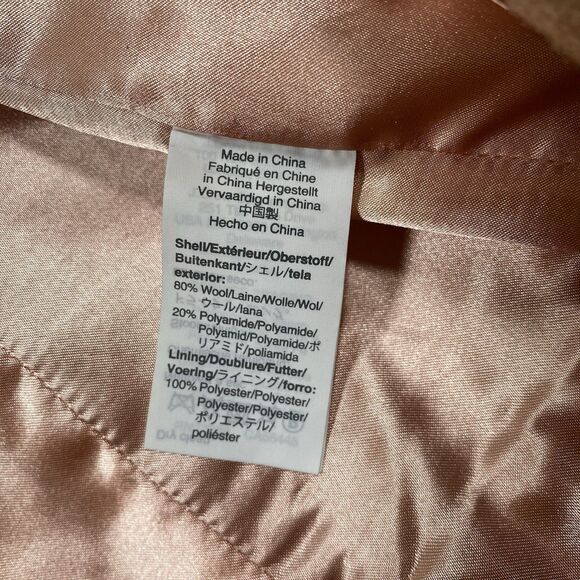 Made in China
Fabriqué en Chine
in China Hergestellt
Vervaardigd in China
中国製
Hecho en China
Shell/Extérieur/Oberstoff/
Buitenkant/シェル/tela
exterior:
80% Wool/Laine/Wolle/Wol/
ウール/lana
20% Polyamide/Polyamide/
Polyamid/Polyamide/ポ
リアミド/poliamida
Lining/Doublure/Futter/
Voering/ライニング/forro:
100% Polyester/Polyester/
Polyester/Polyester/
ポリエステル/
poliéster